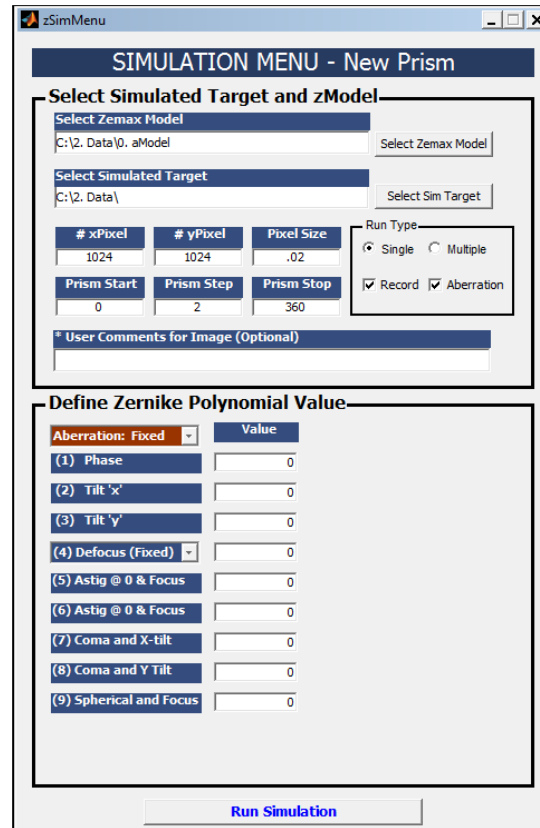 zSimMenu
SIMULATION MENU - New Prism
Select Simulated Target and zModel
Select Zemax Model
C:\2. Data\0. aModel
Select Zemax Model
Select Simulated Target
C:\2. Data\
Select Sim Target
# xPixel # yPixel Pixel Size
1024 1024 .02
Run Type
Single Multiple
Prism Start Prism Step Prism Stop
0 2 360
Record Aberration
* User Comments for Image (Optional)
Define Zernike Polynomial Value
Aberration: Fixed Value
(1) Phase 0
(2) Tilt 'x' 0
(3) Tilt 'y' 0
(4) Defocus (Fixed) 0
(5) Astig @ 0 & Focus 0
(6) Astig @ 0 & Focus 0
(7) Coma and X-tilt 0
(8) Coma and Y Tilt 0
(9) Spherical and Focus 0
Run Simulation